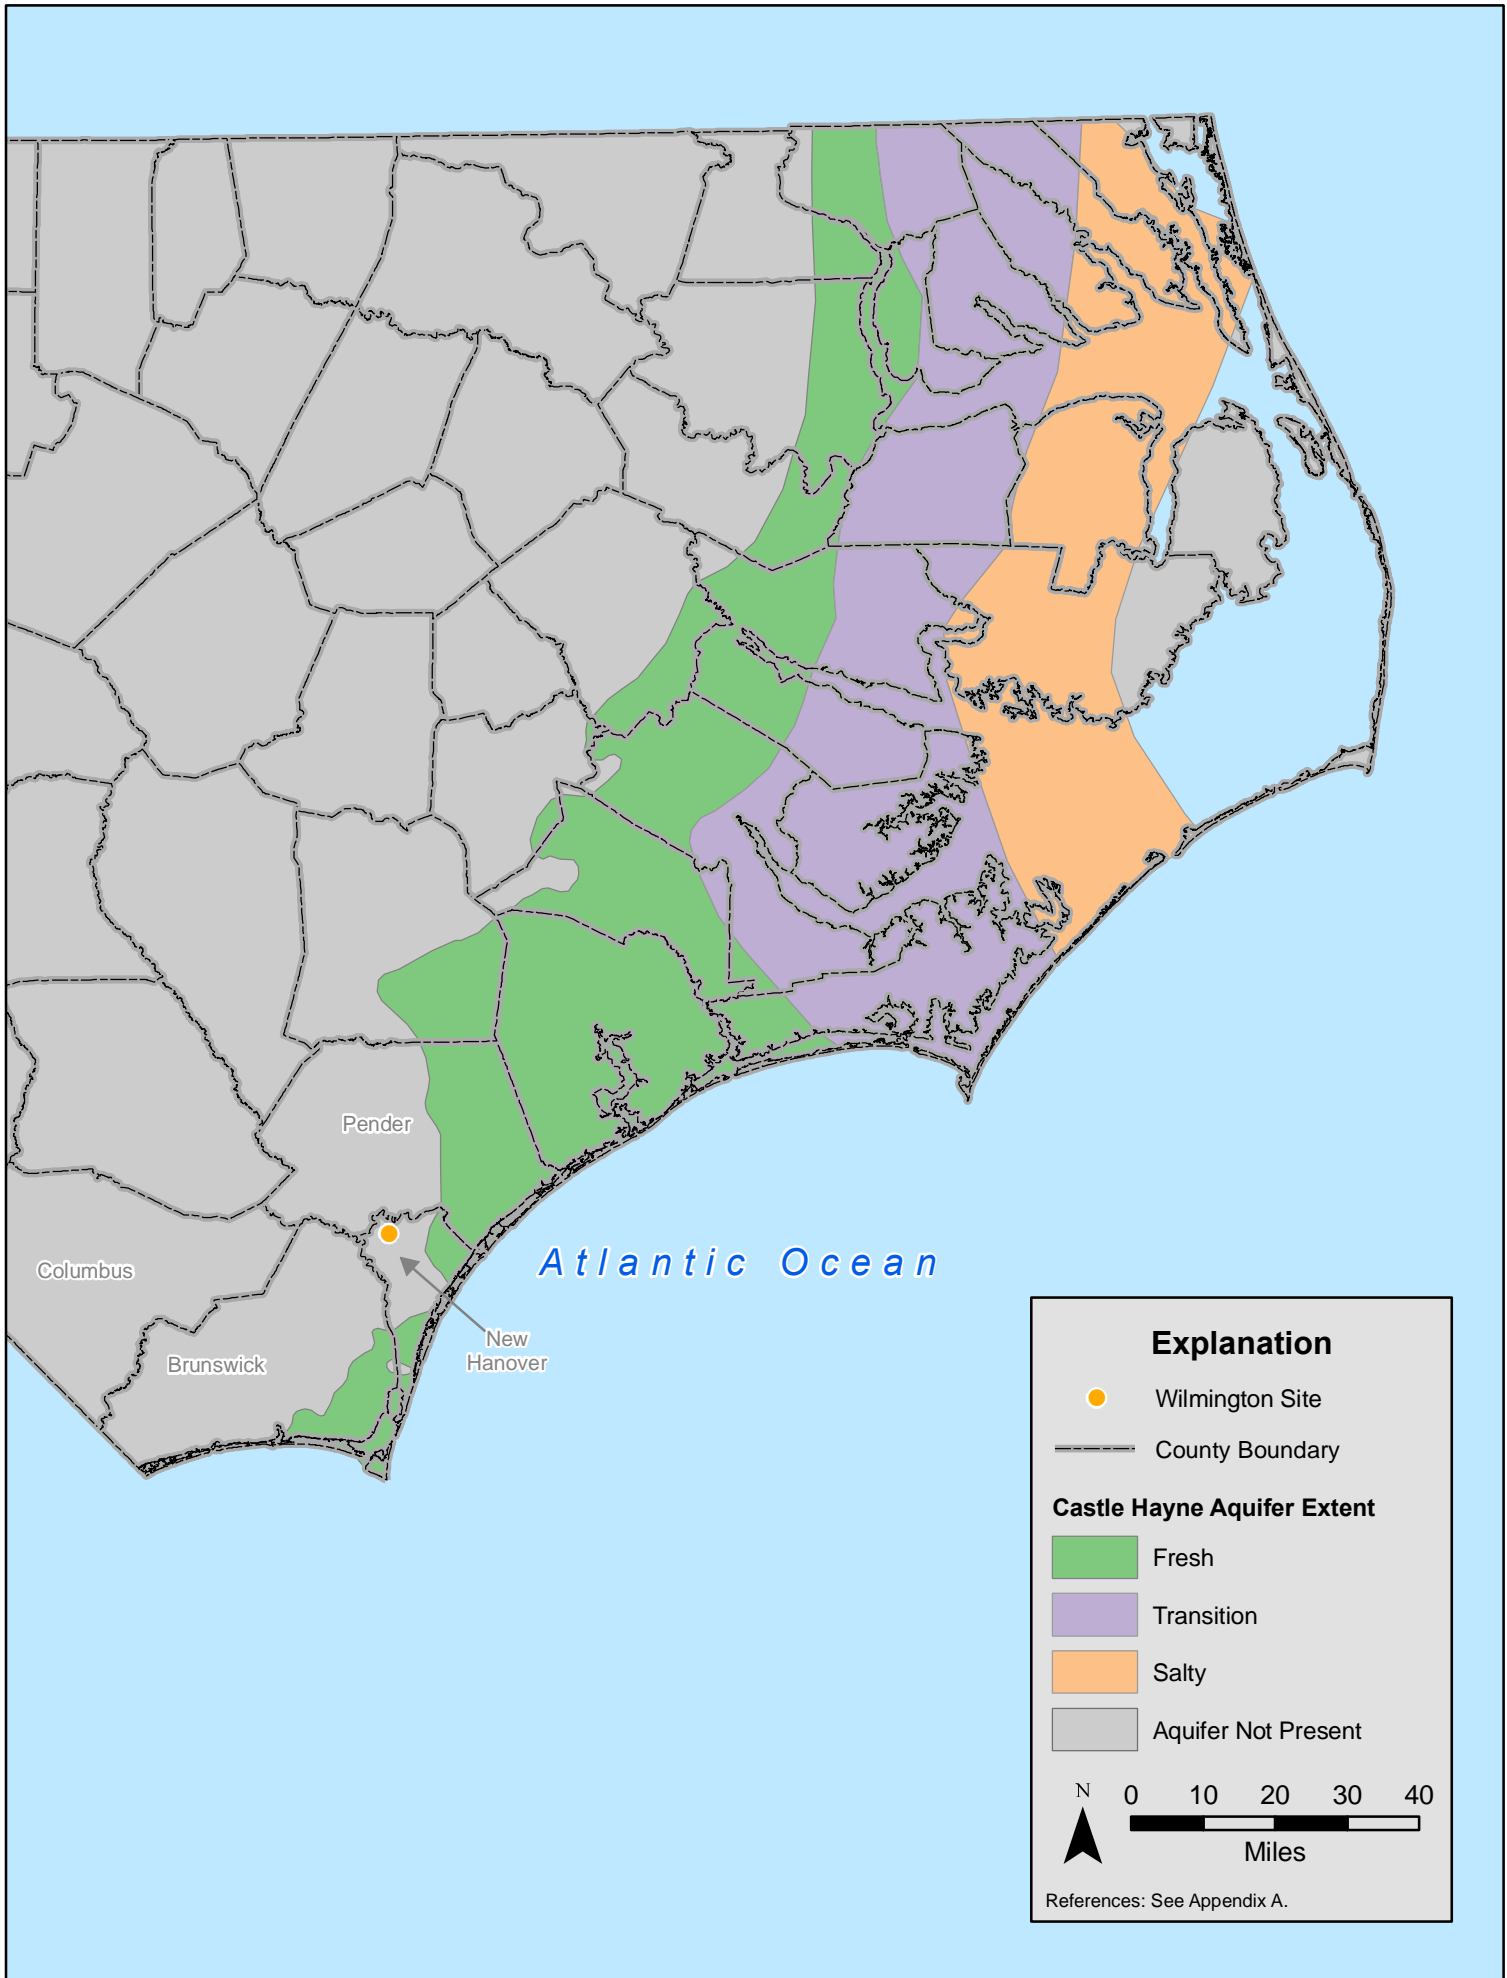 Pender
Columbus
Atlantic Ocean
New
Hanover
Brunswick
Explanation
Wilmington Site
County Boundary
Castle Hayne Aquifer Extent
Fresh
Transition
Salty
Aquifer Not Present
N
0 10 20 30 40
Miles
References: See Appendix A.